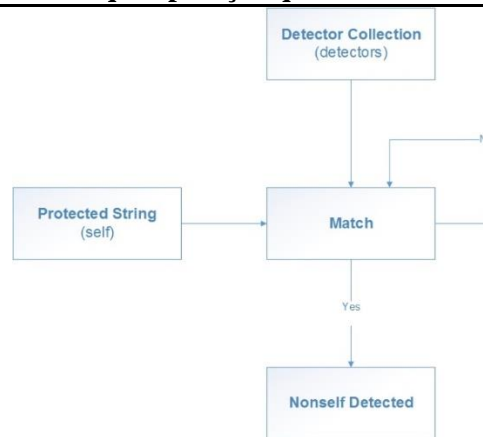 Detector Collection
(detectors)
Protected String
(self)
Match
Yes
Nonself Detected